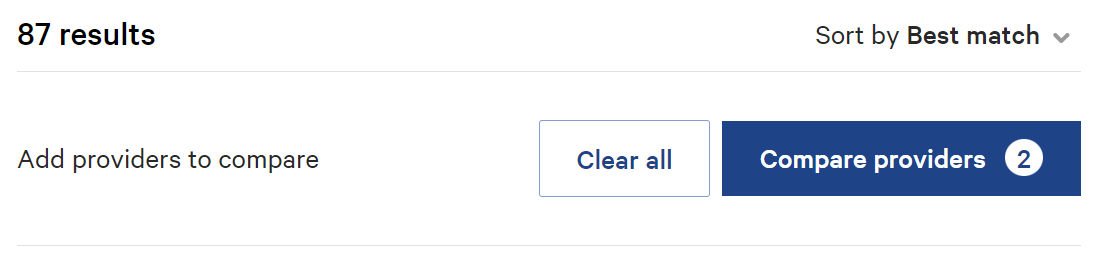 87 results
Sort by Best match
Add providers to compare
Clear all
Compare providers 2